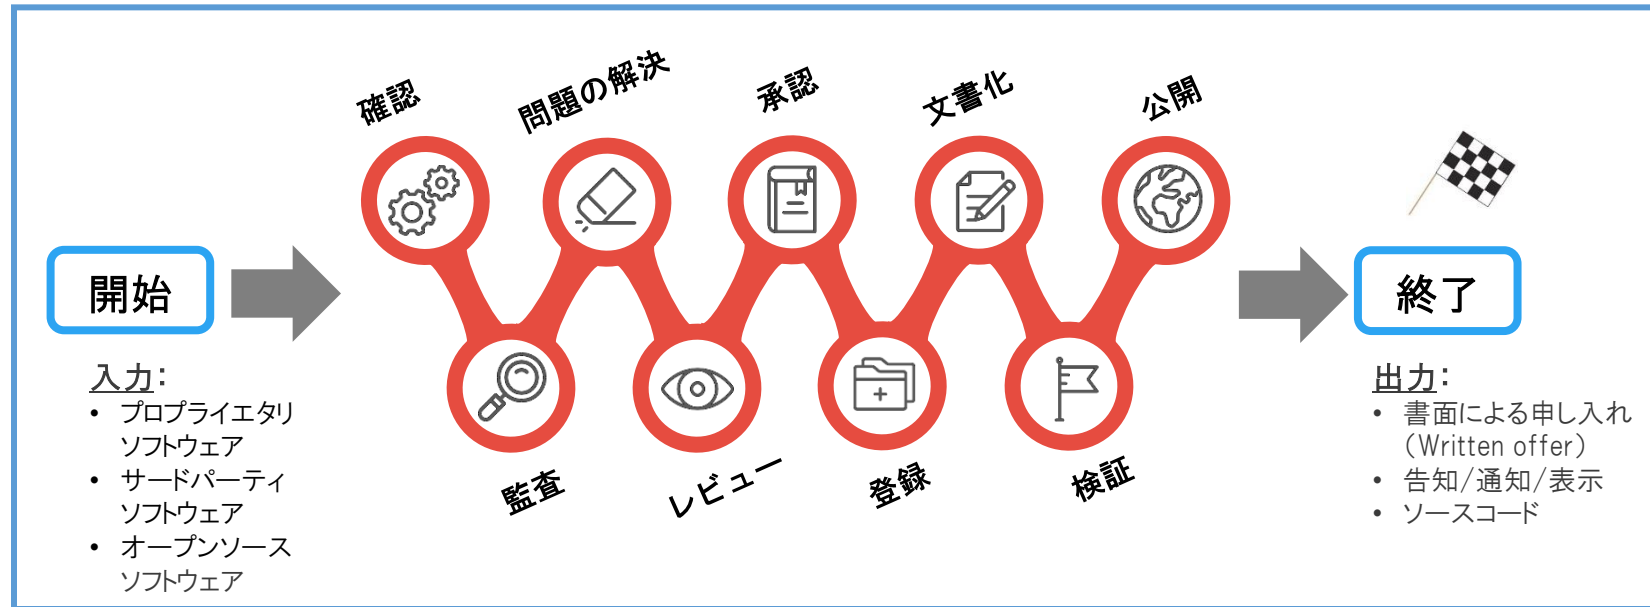 確認
問題の解決
承認
文書化
公開
開始
終了
監査
レビュー
登録
検証
入力:
• プロプライエタリ
ソフトウェア
• サードパーティ
ソフトウェア
• オープンソース
ソフトウェア
出力:
• 書面による申し入れ
(Written offer)
• 告知/通知/表示
• ソースコード